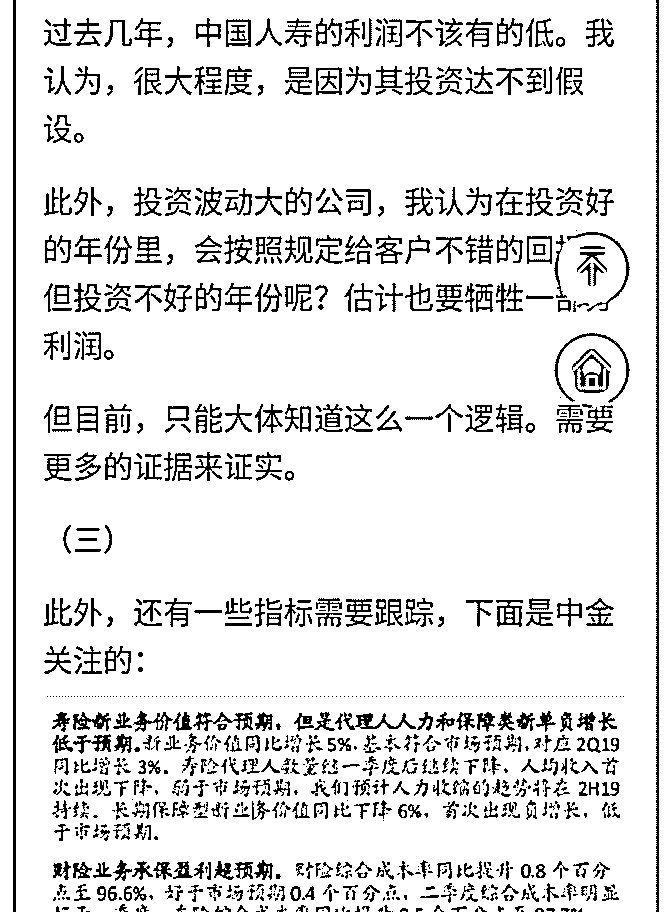 过去几年，中国人寿的利润不该有的低。我
认为，很大程度，是因为其投资达不到假
设。
此外，投资波动大的公司，我认为在投资好
的年份里，会按照规定给客户不错的回
但投资不好的年份呢？估计也要牺牲一部分
利润。
但目前，只能大体知道这么一个逻辑。需要
更多的证据来证实。
（三）
此外，还有一些指标需要跟踪，下面是中金
关注的：
寿险新业务价值符合预期，但是代理人人力和保障类新单负增长
低于预期。新业务价值同比增长 5%，基本符合市场预期，对应 2Q19
同比增长 3%。寿险代理人数量继一季度后继续下降，人均收入首
次出现下降，弱于市场预期，我们预计人力收缩的趋势将在 2H19
持续。长期保障型新业务价值同比下降 6%，首次出现负增长，低
于市场预期。
财险业务承保盈利超预期。财险综合成本率同比提升 0.8 个百分
点至 96.6%，好于市场预期 0.4 个百分点，二季度综合成本率明显